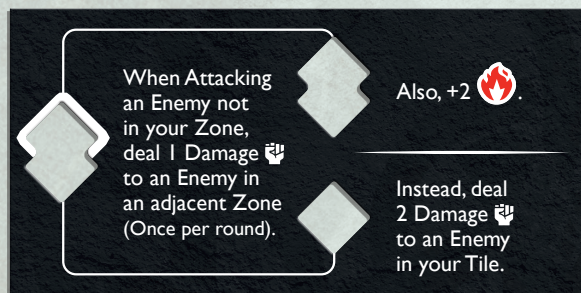 When Attacking
an Enemy not
in your Zone,
deal 1 Damage
to an Enemy in
an adjacent Zone
(Once per round).
Also, +2 .
Instead, deal
2 Damage
to an Enemy
in your Tile.